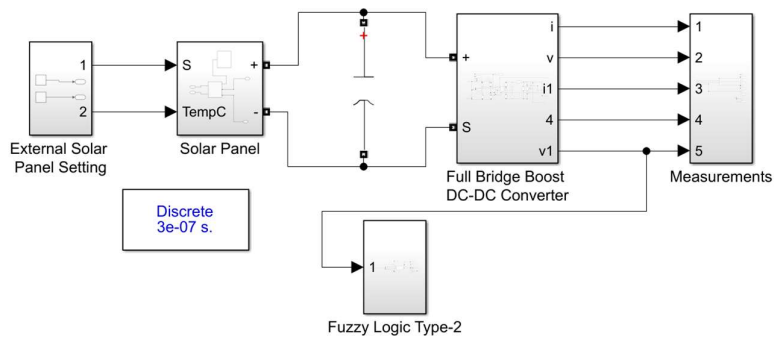 1
2
External Solar
Panel Setting
S
TempC
+
-
Solar Panel
+
+
S
i
v
i1
4
v1
Full Bridge Boost
DC-DC Converter
1
2
3
4
5
Measurements
Discrete
3e-07 s.
1
Fuzzy Logic Type-2